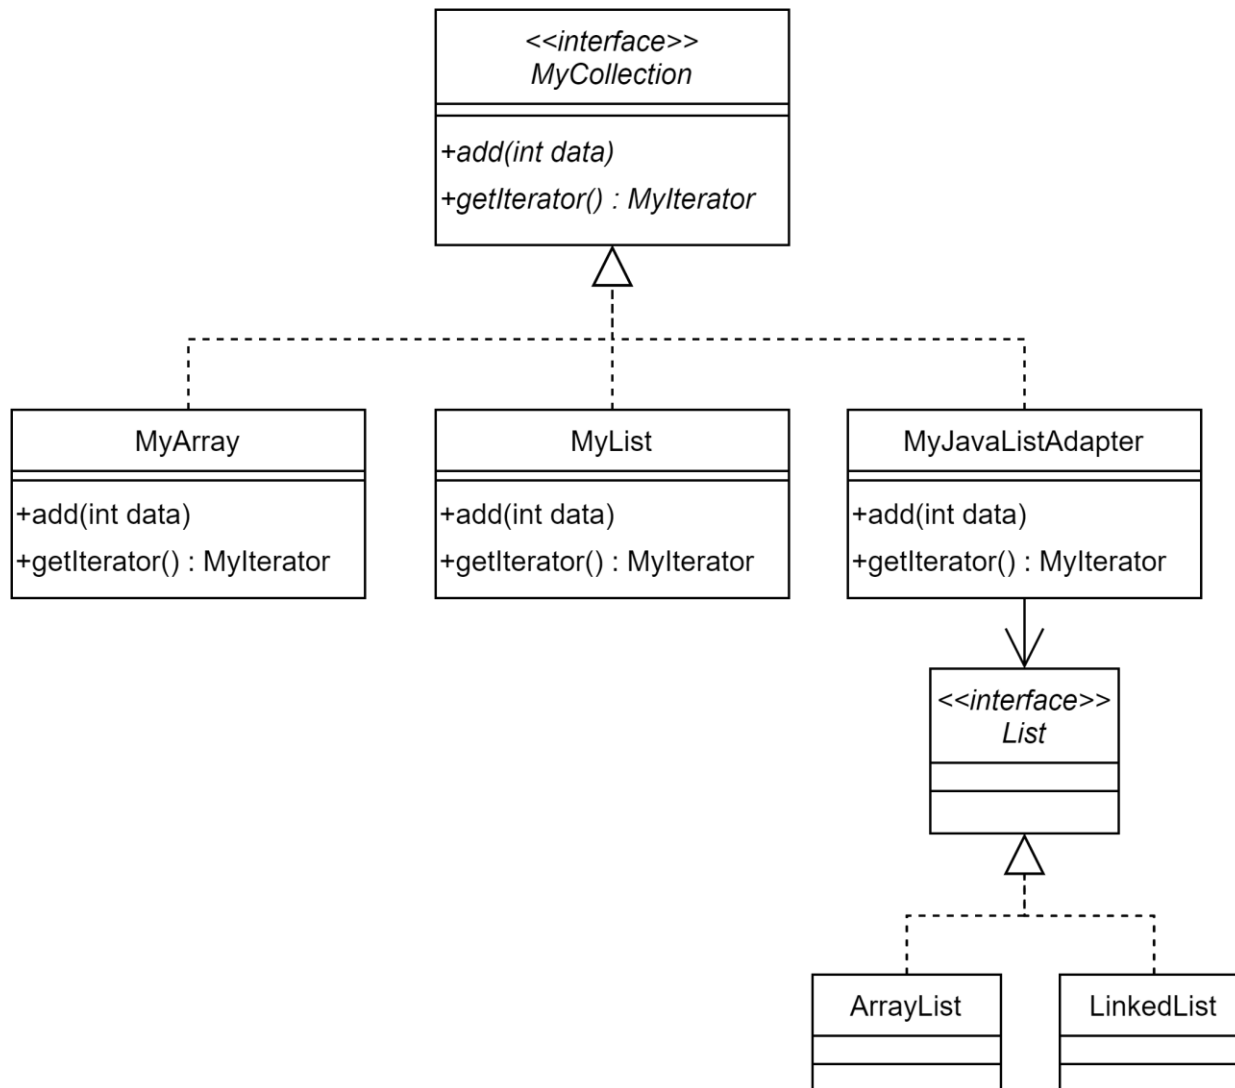 <<interface>>
MyCollection
+add(int data)
+getIterator() : MyIterator
MyArray
+add(int data)
+getIterator() : MyIterator
MyList
+add(int data)
+getIterator() : MyIterator
MyJavaListAdapter
+add(int data)
+getIterator() : MyIterator
<<interface>>
List
ArrayList
LinkedList